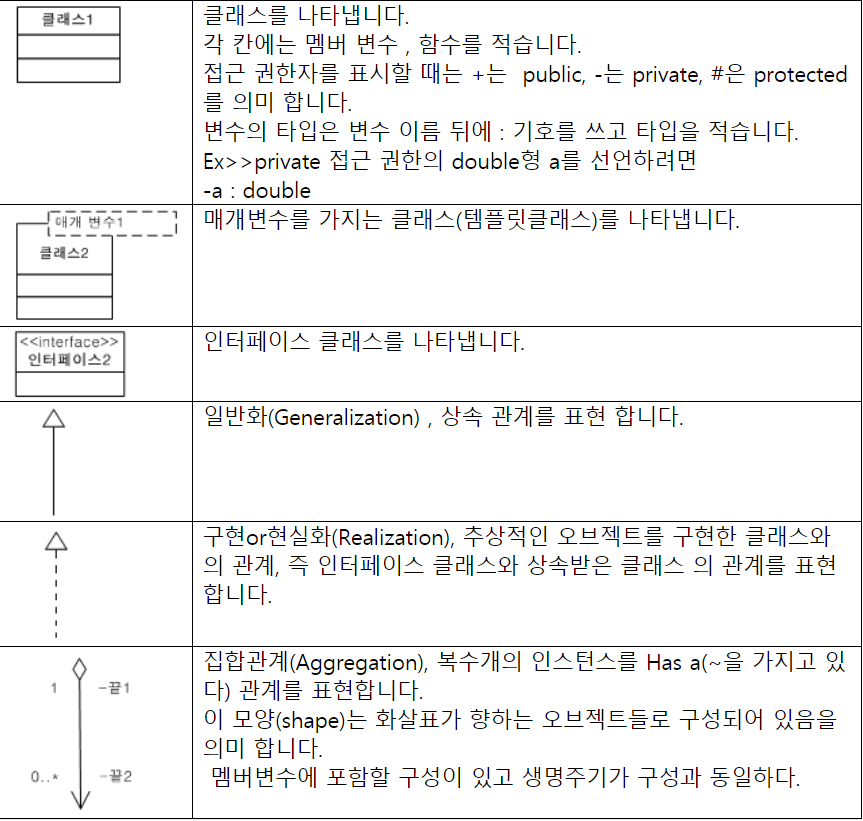 클래스1
클래스를 나타냅니다.
각 칸에는 멤버 변수 , 함수를 적습니다.
접근 권한자를 표시할 때는 +는 public, -는 private, #은 protected
를 의미 합니다.
변수의 타입은 변수 이름 뒤에 : 기호를 쓰고 타입을 적습니다.
Ex>>private 접근 권한의 double형 a를 선언하려면
-a : double
매개 변수1
클래스2
매개변수를 가지는 클래스(템플릿클래스)를 나타냅니다.
<<interface>>
인터페이스2
인터페이스 클래스를 나타냅니다.
일반화(Generalization) , 상속 관계를 표현 합니다.
구현or현실화(Realization), 추상적인 오브젝트를 구현한 클래스와
의 관계, 즉 인터페이스 클래스와 상속받은 클래스 의 관계를 표현
합니다.
1
-끝1
0..*
-끝2
집합관계(Aggregation), 복수개의 인스턴스를 Has a(~을 가지고 있
다) 관계를 표현합니다.
이 모양(shape)는 화살표가 향하는 오브젝트들로 구성되어 있음을
의미 합니다.
멤버변수에 포함할 구성이 있고 생명주기가 구성과 동일하다.